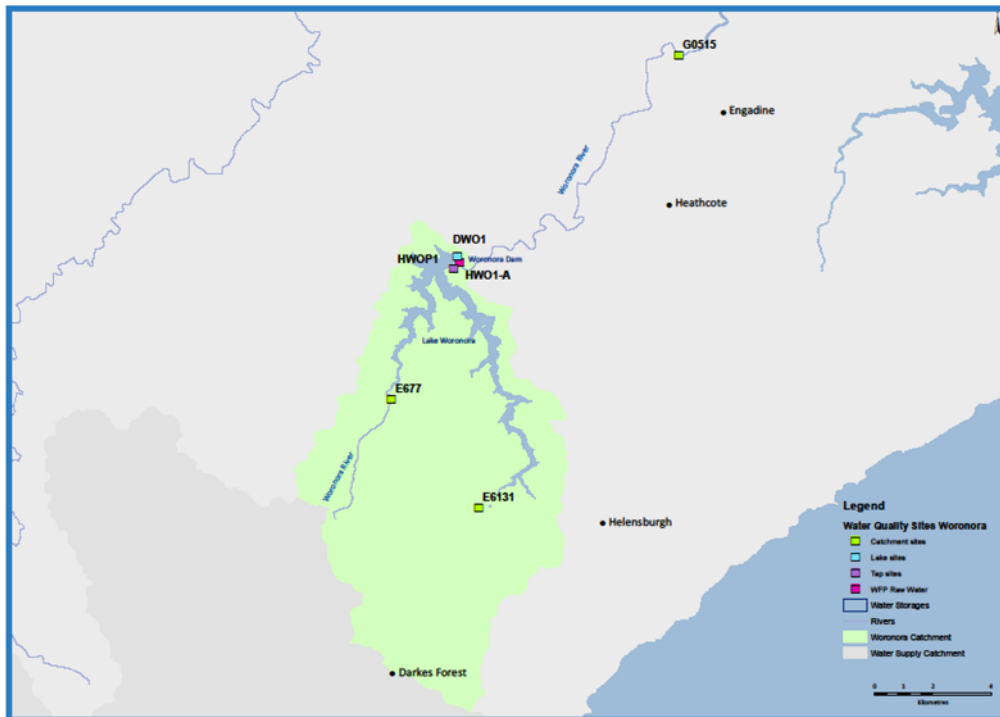 G0515
Engadine
Woronora River
Heathcote
DWO1
HWOP1
Woronora Dam
HWO1-A
Lake Woronora
E677
Woronora River
E6131
Helensburgh
Darkes Forest
Legend
Water Quality Sites Woronora
Catchment sites
Lake sites
Tap sites
WFP Raw Water
Water Storages
Rivers
Woronora Catchment
Water Supply Catchment
0 1 2 4
Kilometres